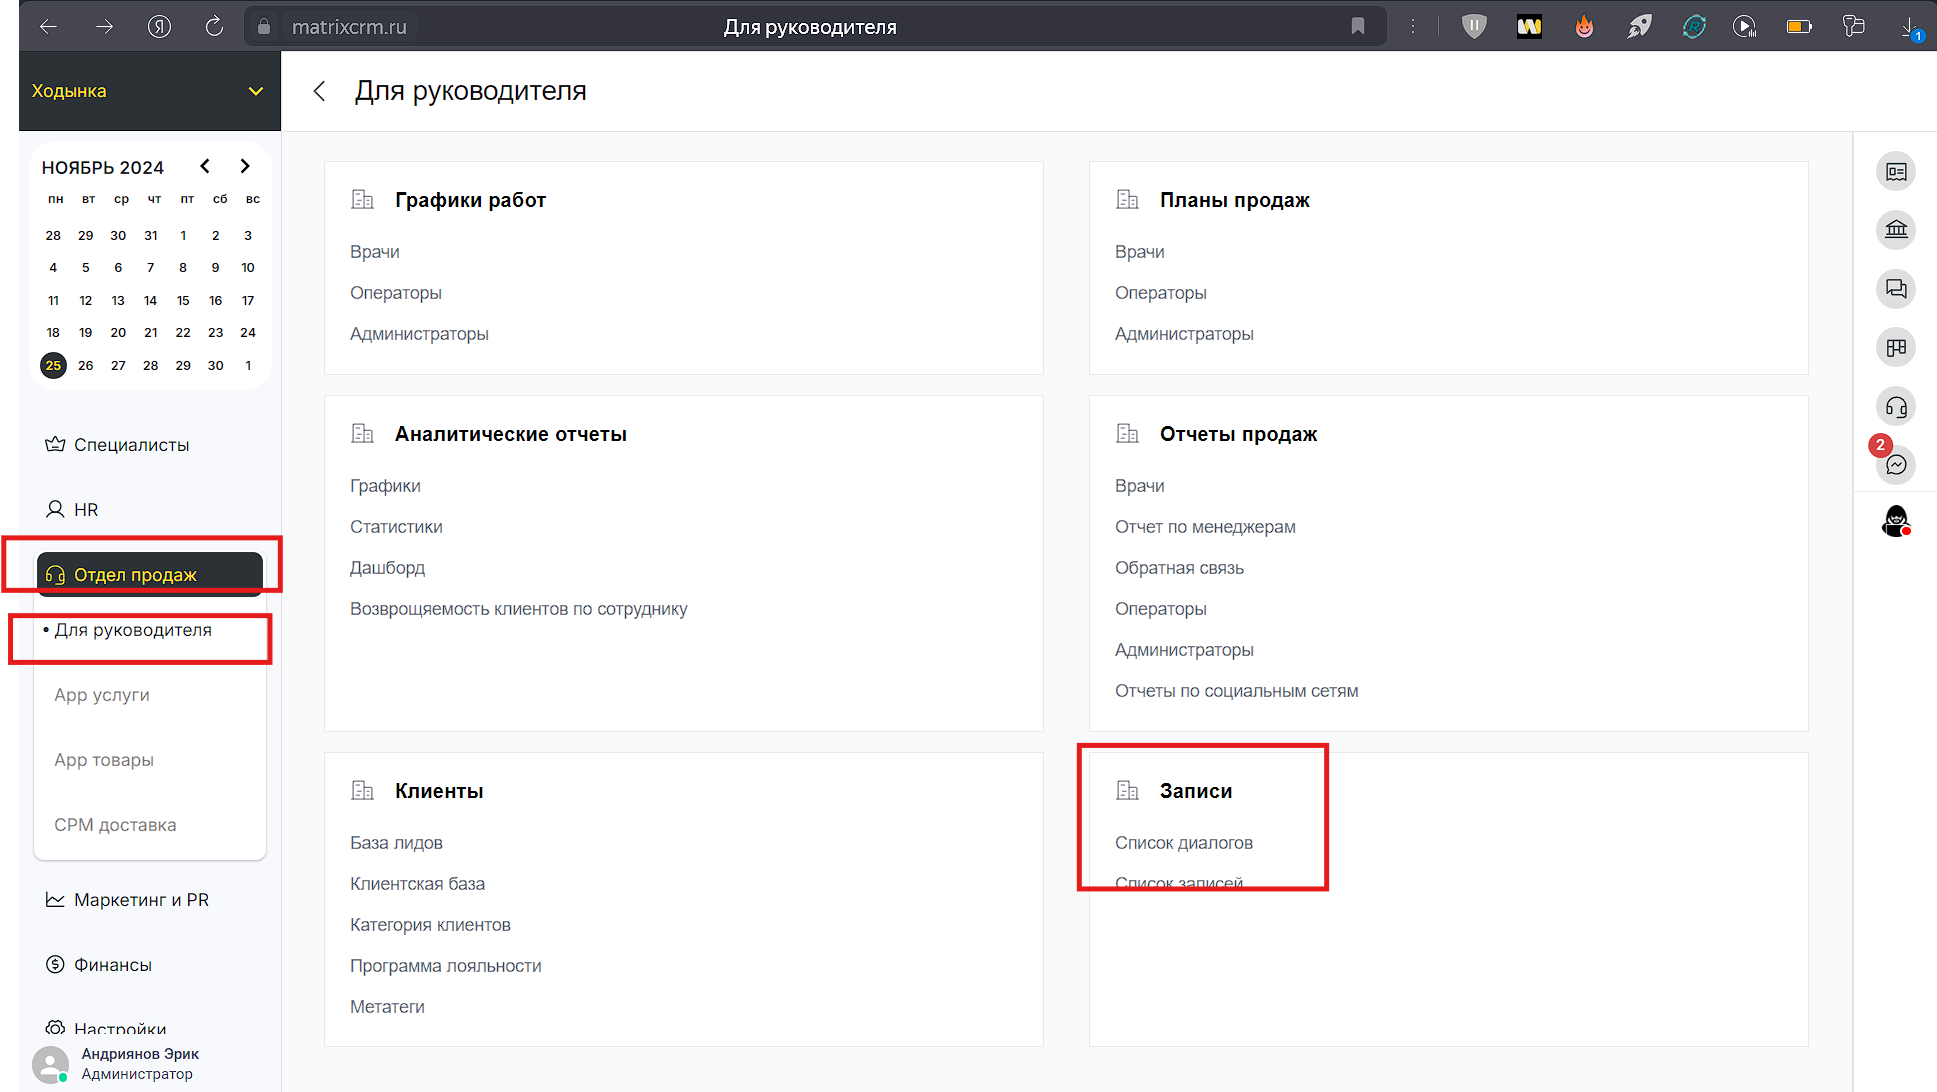 matrixcrm.ru
Для руководителя
1
Ходынка
Для руководителя
НОЯБРЬ 2024
пн вт ср чт пт сб вс
28 29 30 31 1 2 3
4 5 6 7 8 9 10
11 12 13 14 15 16 17
18 19 20 21 22 23 24
25 26 27 28 29 30 1
Специалисты
HR
Отдел продаж
• Для руководителя
App услуги
App товары
СРМ доставка
Маркетинг и PR
Финансы
Настройки
Андриянов Эрик
Администратор
Графики работ
Врачи
Операторы
Администраторы
Планы продаж
Врачи
Операторы
Администраторы
Аналитические отчеты
Графики
Статистики
Дашборд
Возврощяемость клиентов по сотруднику
Отчеты продаж
Врачи
Отчет по менеджерам
Обратная связь
Операторы
Администраторы
Отчеты по социальным сетям
Клиенты
База лидов
Клиентская база
Категория клиентов
Программа лояльности
Метатеги
Записи
Список диалогов
Список записей
2